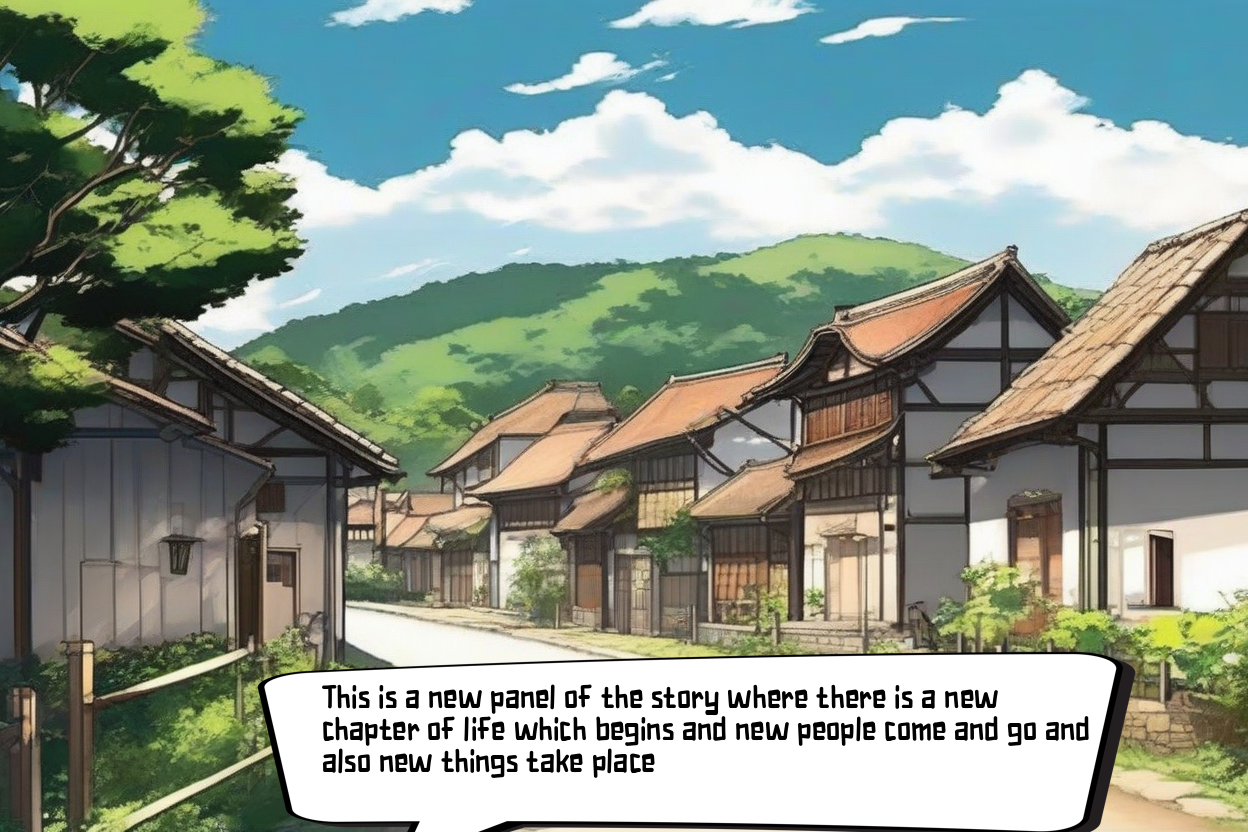 This is a new panel of the story where there is a new
chapter of life which begins and new people come and go and
also new things take place